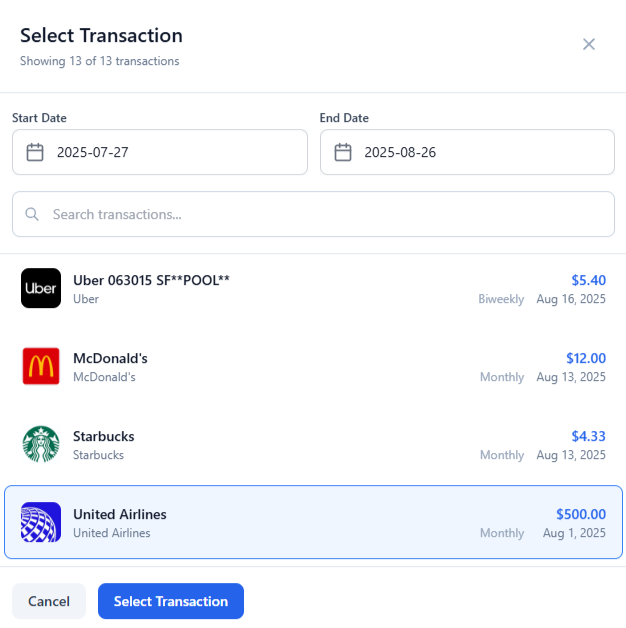 Select Transaction
Showing 13 of 13 transactions
Start Date
End Date
2025-07-27
2025-08-26
Search transactions...
Uber
Uber 063015 SF**POOL**
$5.40
Uber
Biweekly
Aug 16, 2025
McDonald's
$12.00
McDonald's
Monthly
Aug 13, 2025
Starbucks
$4.33
Starbucks
Monthly
Aug 13, 2025
United Airlines
$500.00
United Airlines
Monthly
Aug 1, 2025
Cancel
Select Transaction